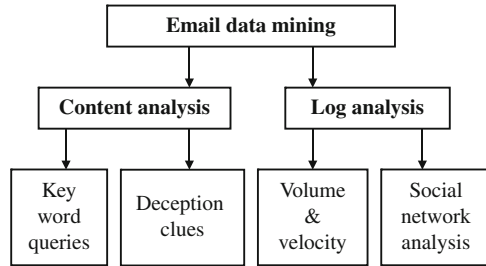 Email data mining
Content analysis
Log analysis
Key
word
queries
Deception
clues
Volume
&
velocity
Social
network
analysis